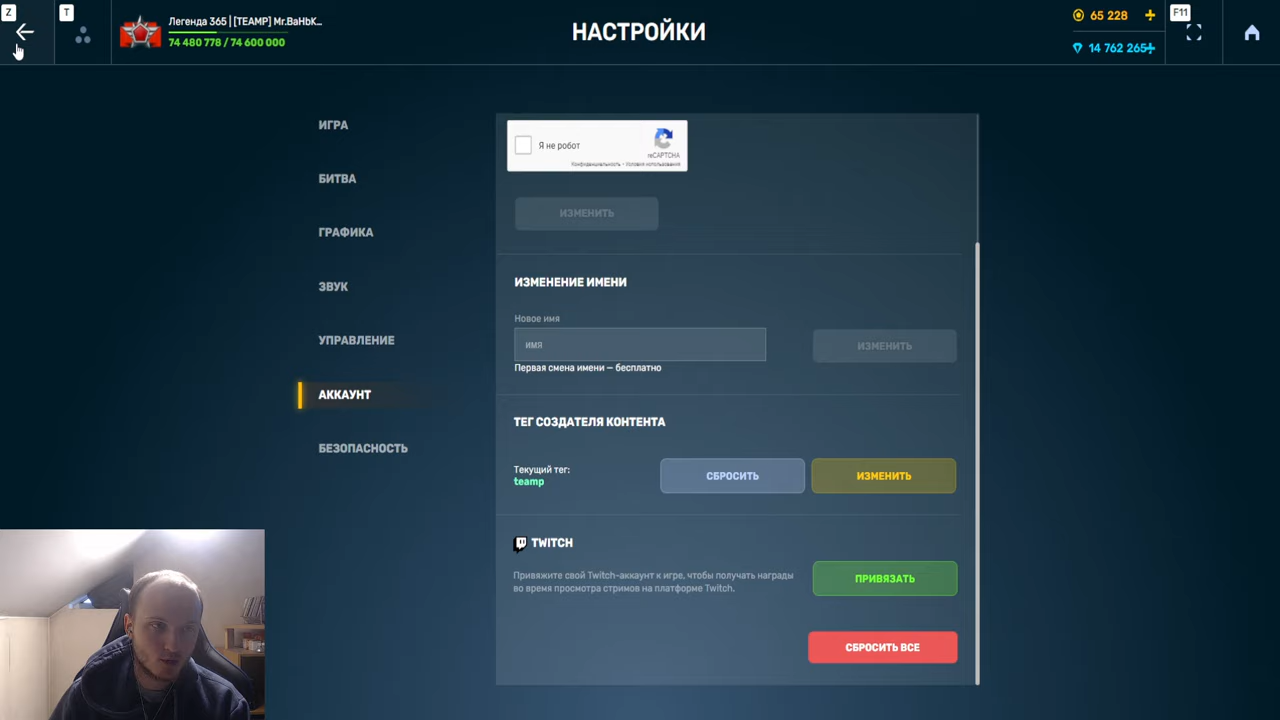 Z
T
Легенда 365 | [TEAMP] Mr.BaHbK...
74 480 778 / 74 600 000
НАСТРОЙКИ
65 228
14 762 265
F11
ИГРА
БИТВА
ГРАФИКА
ЗВУК
УПРАВЛЕНИЕ
АККАУНТ
БЕЗОПАСНОСТЬ
Я не робот
reCAPTCHA
Конфиденциальность - Условия использования
ИЗМЕНИТЬ
ИЗМЕНЕНИЕ ИМЕНИ
Новое имя
имя
ИЗМЕНИТЬ
Первая смена имени — бесплатно
ТЕГ СОЗДАТЕЛЯ КОНТЕНТА
Текущий тег:
teamp
СБРОСИТЬ
ИЗМЕНИТЬ
TWITCH
Привяжите свой Twitch-аккаунт к игре, чтобы получать награды
во время просмотра стримов на платформе Twitch.
ПРИВЯЗАТЬ
СБРОСИТЬ ВСЕ